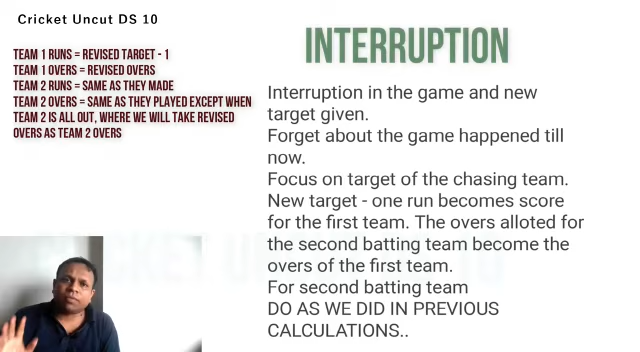 Cricket Uncut DS 10
INTERRUPTION
TEAM 1 RUNS = REVISED TARGET - 1
TEAM 1 OVERS = REVISED OVERS
TEAM 2 RUNS = SAME AS THEY MADE
TEAM 2 OVERS = SAME AS THEY PLAYED EXCEPT WHEN
TEAM 2 IS ALL OUT, WHERE WE WILL TAKE REVISED
OVERS AS TEAM 2 OVERS
Interruption in the game and new
target given.
Forget about the game happened till
now.
Focus on target of the chasing team.
New target - one run becomes score
for the first team. The overs alloted for
the second batting team become the
overs of the first team.
For second batting team
DO AS WE DID IN PREVIOUS
CALCULATIONS..